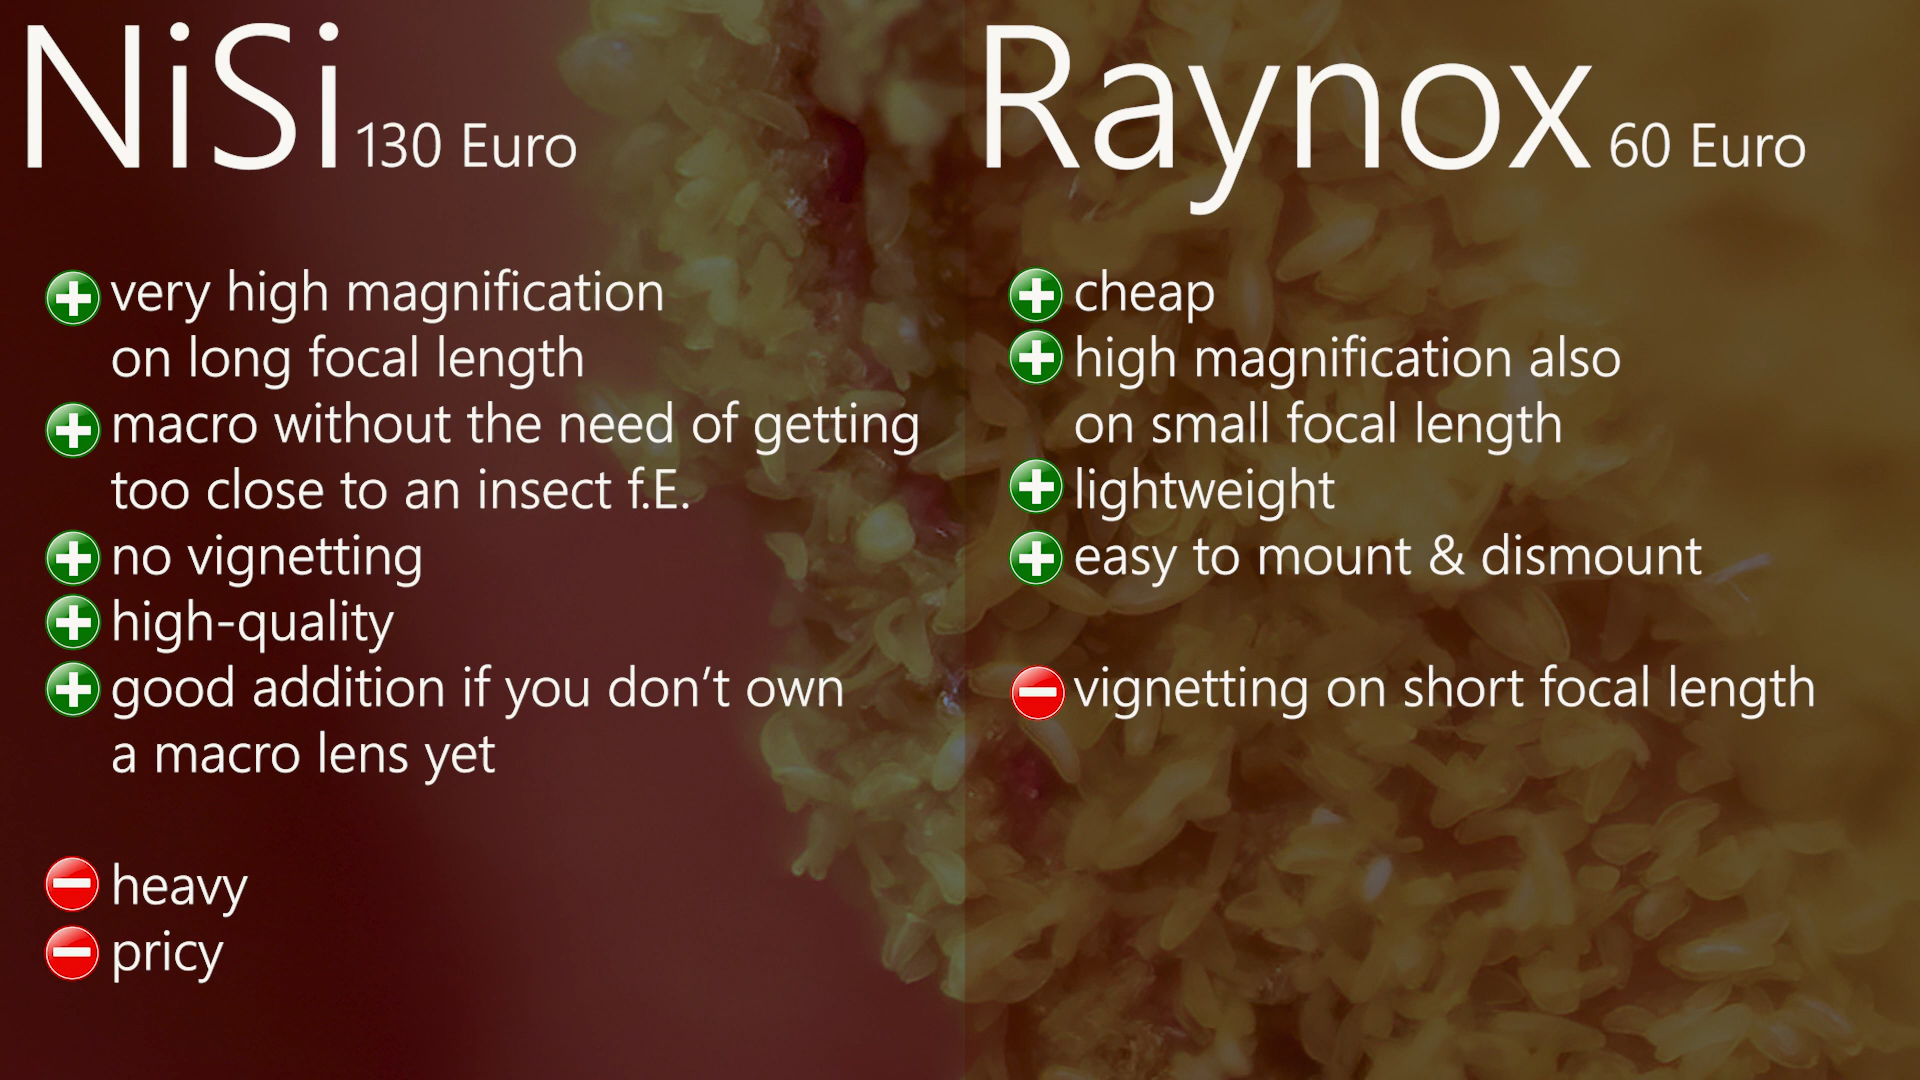 NiSi 130 Euro
very high magnification
on long focal length
macro without the need of getting
too close to an insect f.E.
no vignetting
high-quality
good addition if you don’t own
a macro lens yet
heavy
pricy
Raynox 60 Euro
cheap
high magnification also
on small focal length
lightweight
easy to mount & dismount
vignetting on short focal length